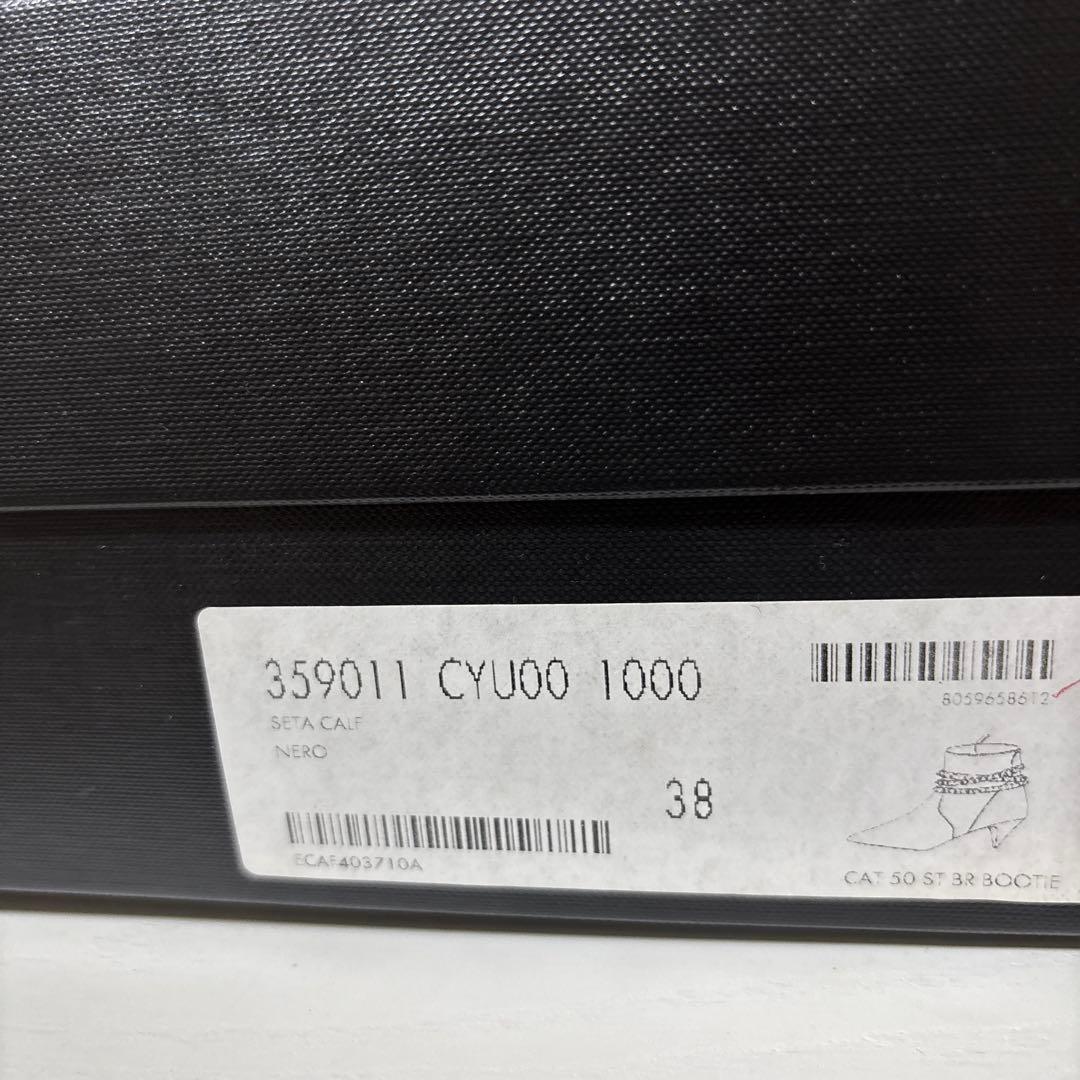 359011 CYU00 1000
SETA CALF
NERO
38
ECAF403710A
8059658612
CAT 50 ST BR BOOTIE